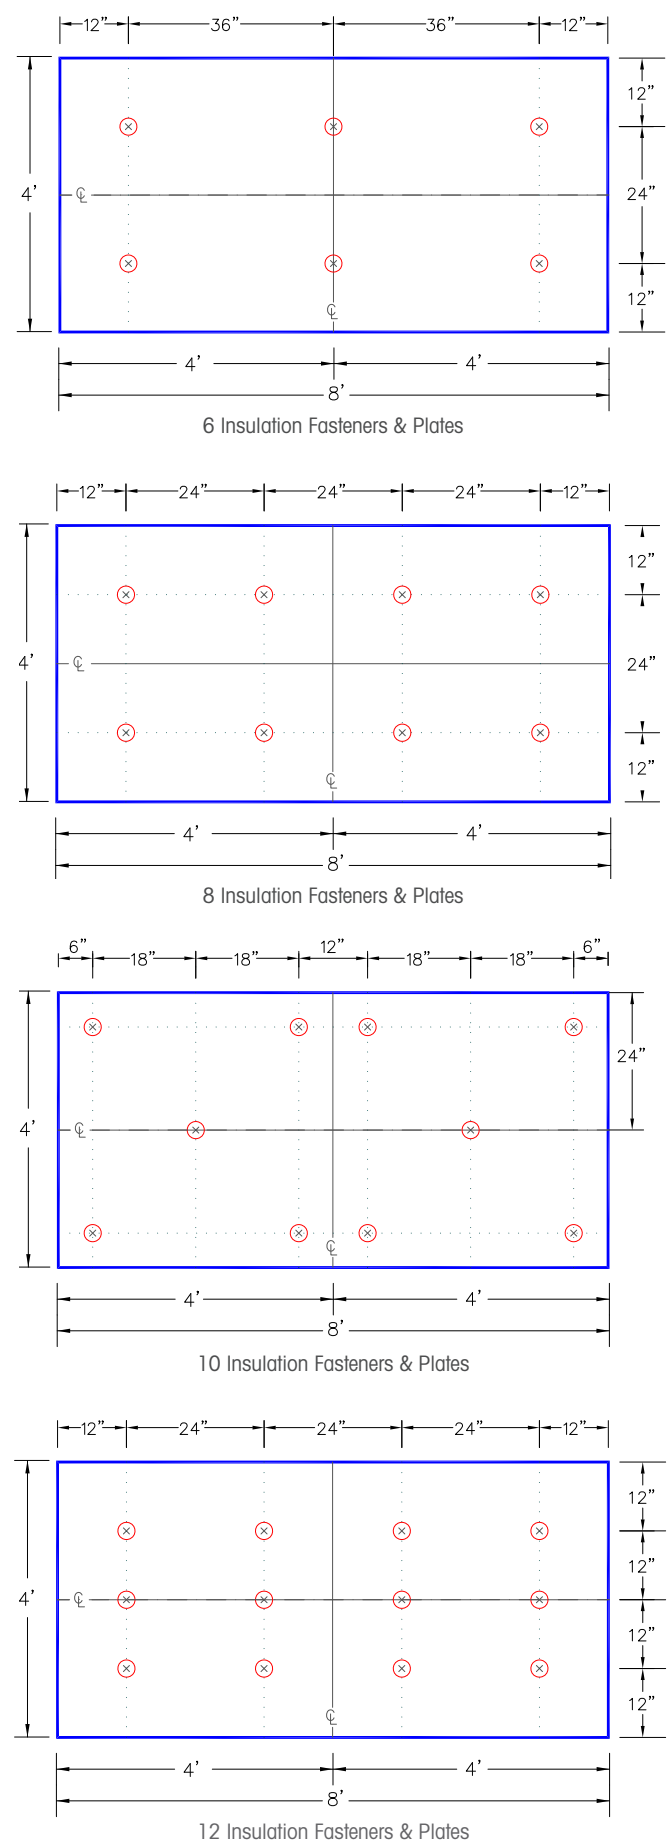 12” 36” 36” 12”
12”
4’ ℄ 24”
℄ 12”
4’ 4’
8’
6 Insulation Fasteners & Plates
12” 24” 24” 24” 12”
12”
4’ ℄ 24”
℄ 12”
4’ 4’
8’
8 Insulation Fasteners & Plates
6” 18” 18” 12” 18” 18” 6”
24”
4’ ℄
℄
4’ 4’
8’
10 Insulation Fasteners & Plates
12” 24” 24” 24” 12”
12”
12”
4’ ℄
12”
℄ 12”
4’ 4’
8’
12 Insulation Fasteners & Plates